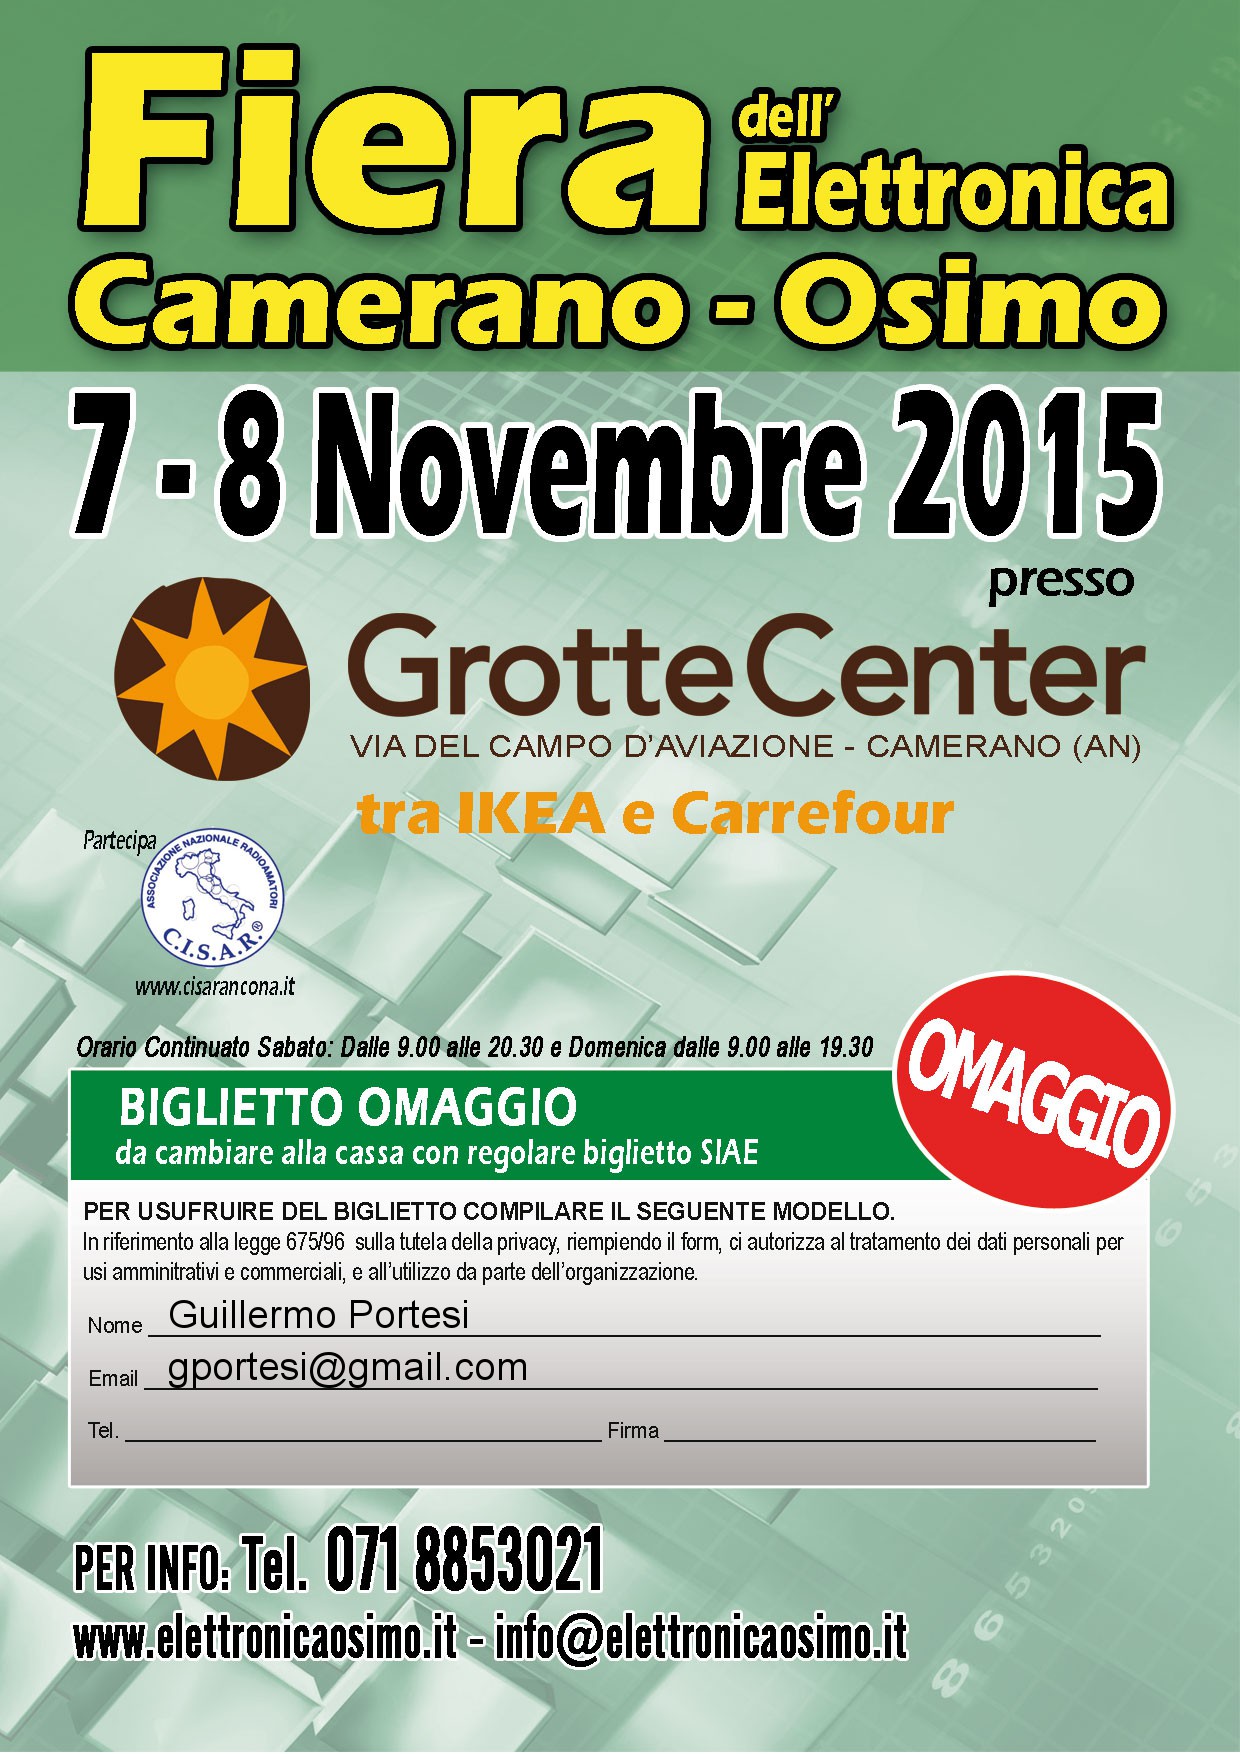 Fiera dell'
Elettronica
Camerano - Osimo
7 - 8 Novembre 2015
presso
GrotteCenter
VIA DEL CAMPO D'AVIAZIONE - CAMERANO (AN)
tra IKEA e Carrefour
Partecipa
ASSOCIAZIONE NAZIONALE RADIOAMATORI
C.I.S.A.R.®
www.cisarancona.it
Orario Continuato Sabato: Dalle 9.00 alle 20.30 e Domenica dalle 9.00 alle 19.30
OMAGGIO
BIGLIETTO OMAGGIO
da cambiare alla cassa con regolare biglietto SIAE
PER USUFRUIRE DEL BIGLIETTO COMPILARE IL SEGUENTE MODELLO.
In riferimento alla legge 675/96 sulla tutela della privacy, riempiendo il form, ci autorizza al trattamento dei dati personali per
usi amminitrativi e commerciali, e all'utilizzo da parte dell'organizzazione.
Nome Guillermo Portesi
Email gportesi@gmail.com
Tel. Firma
PER INFO: Tel. 071 8853021
www.elettronicaosimo.it - info@elettronicaosimo.it